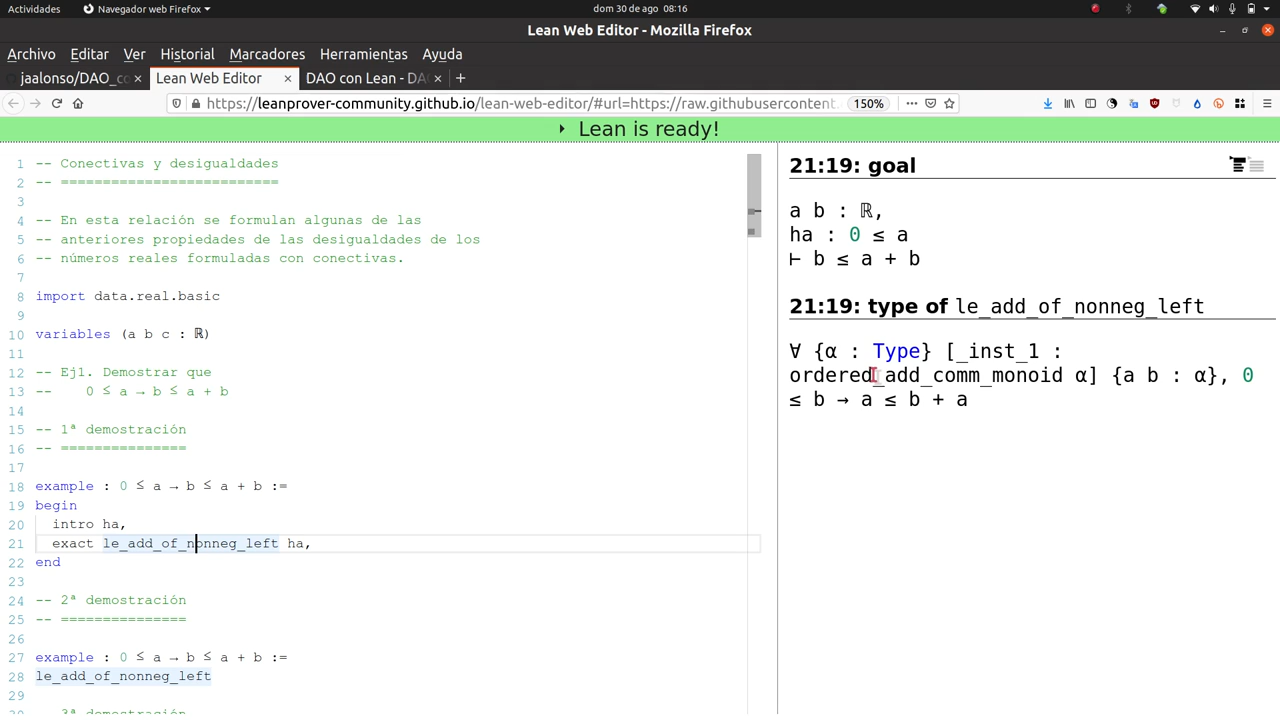 Actividades Navegador web Firefox dom 30 de ago 08:16
Lean Web Editor - Mozilla Firefox
Archivo Editar Ver Historial Marcadores Herramientas Ayuda
jaalonso/DAO_co × Lean Web Editor × DAO con Lean - DA × +
https://leanprover-community.github.io/lean-web-editor/#url=https://raw.githubusercontent. 150%
Lean is ready!
1 -- Conectivas y desigualdades
2 -- ==========================
3
4 -- En esta relación se formulan algunas de las
5 -- anteriores propiedades de las desigualdades de los
6 -- números reales formuladas con conectivas.
7
8 import data.real.basic
9
10 variables (a b c : ℝ)
11
12 -- Ej1. Demostrar que
13 --    0 ≤ a → b ≤ a + b
14
15 -- 1ª demostración
16 -- ===============
17
18 example : 0 ≤ a → b ≤ a + b :=
19 begin
20   intro ha,
21   exact le_add_of_nonneg_left ha,
22 end
23
24 -- 2ª demostración
25 -- ===============
26
27 example : 0 ≤ a → b ≤ a + b :=
28 le_add_of_nonneg_left
29
-- 3ª demostración
21:19: goal
a b : ℝ,
ha : 0 ≤ a
⊢ b ≤ a + b
21:19: type of le_add_of_nonneg_left
∀ {α : Type} [_inst_1 :
ordered_add_comm_monoid α] {a b : α}, 0
≤ b → a ≤ b + a